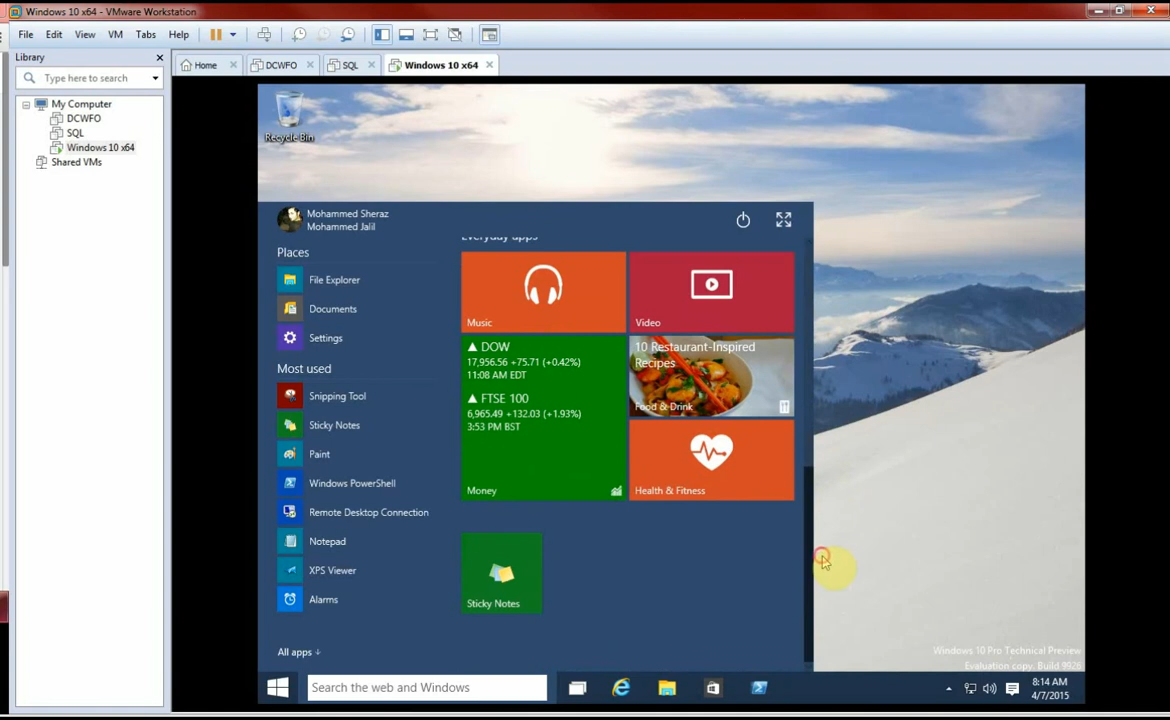 Windows 10 x64 - VMware Workstation
File Edit View VM Tabs Help
Library
Type here to search
My Computer
DCWFO
SQL
Windows 10 x64
Shared VMs
Home
DCWFO
SQL
Windows 10 x64
Recycle Bin
Mohammed Sheraz
Mohammed Jalil
Places
File Explorer
Documents
Settings
Most used
Snipping Tool
Sticky Notes
Paint
Windows PowerShell
Remote Desktop Connection
Notepad
XPS Viewer
Alarms
All apps
Everyday apps
Music
Video
DOW
17,956.56 +75.71 (+0.42%)
11:08 AM EDT
FTSE 100
6,965.49 +132.03 (+1.93%)
3:53 PM BST
Money
10 Restaurant-Inspired
Recipes
Food & Drink
Health & Fitness
Sticky Notes
Windows 10 Pro Technical Preview
Evaluation copy. Build 9926
Search the web and Windows
8:14 AM
4/7/2015